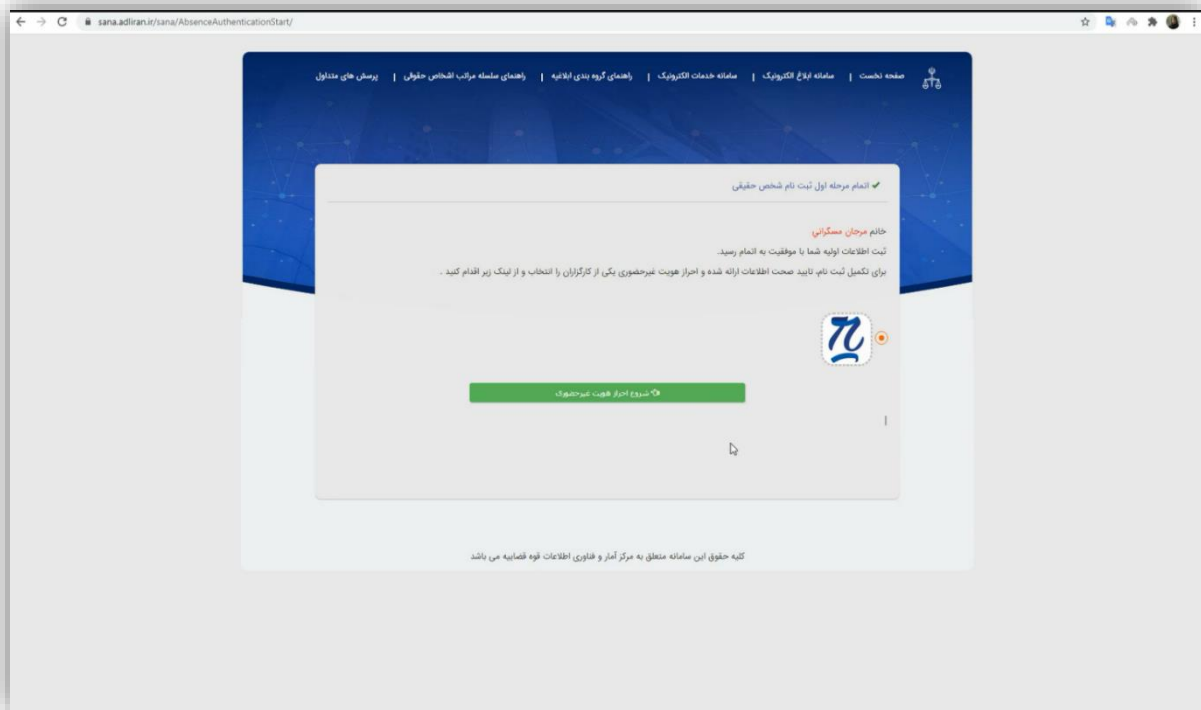 sana.adliran.ir/sana/AbsenceAuthenticationStart/
صفحه نخست | سامانه ابلاغ الکترونیک | سامانه خدمات الکترونیک | راهنمای گروه بندی ابلاغیه | راهنمای سلسله مراتب اشخاص حقوقی | پرسش های متداول
اتمام مرحله اول ثبت نام شخص حقیقی
خانم مرجان مسگرانی
ثبت اطلاعات اولیه شما با موفقیت به اتمام رسید.
برای تکمیل ثبت نام، تایید صحت اطلاعات ارائه شده و احراز هویت غیرحضوری یکی از کارگزاران را انتخاب و از لینک زیر اقدام کنید .
شروع احراز هویت غیرحضوری
کلیه حقوق این سامانه متعلق به مرکز آمار و فناوری اطلاعات قوه قضاییه می باشد